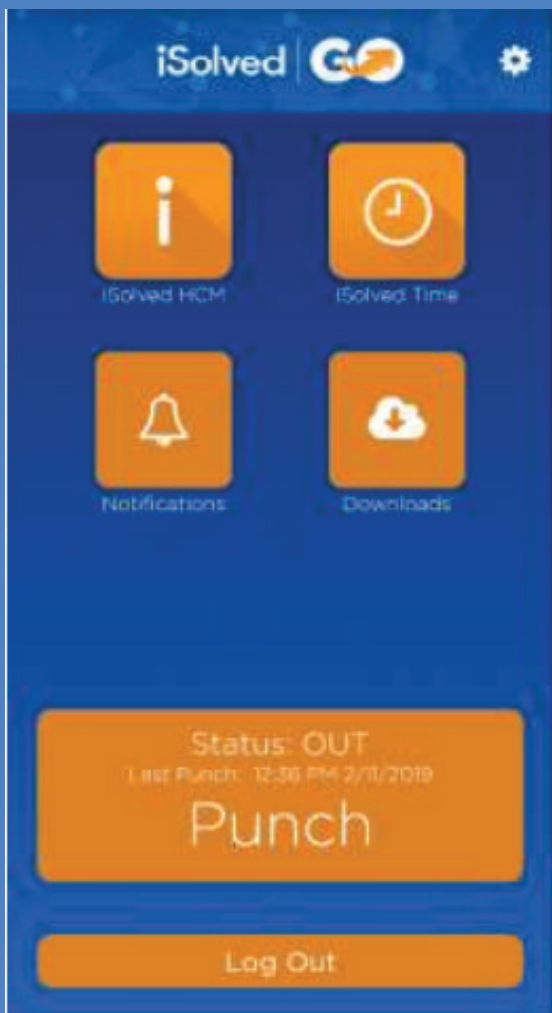 iSolved GO
iSolved HCM
iSolved Time
Notifications
Downloads
Status: OUT
Last Punch: 12:36 PM 2/11/2019
Punch
Log Out